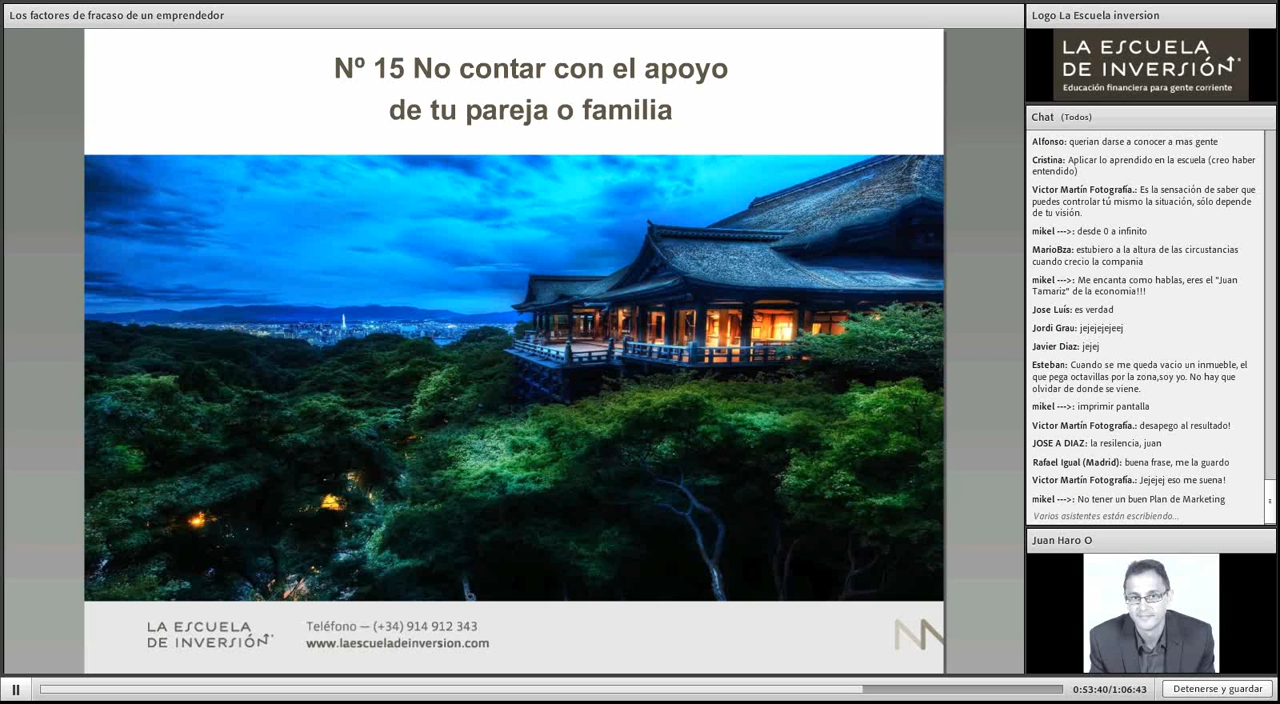 Los factores de fracaso de un emprendedor
Nº 15 No contar con el apoyo
de tu pareja o familia
LA ESCUELA
DE INVERSIÓN
Teléfono — (+34) 914 912 343
www.laescueladeinversion.com
Logo La Escuela inversion
LA ESCUELA
DE INVERSIÓN
Educación financiera para gente corriente
Chat (Todos)
Alfonso: querian darse a conocer a mas gente
Cristina: Aplicar lo aprendido en la escuela (creo haber
entendido)
Victor Martín Fotografía.: Es la sensación de saber que
puedes controlar tú mismo la situación, sólo depende
de tu visión.
mikel --->: desde 0 a infinito
MarioBza: estubiero a la altura de las circustancias
cuando crecio la compania
mikel --->: Me encanta como hablas, eres el "Juan
Tamariz" de la economia!!!
Jose Luís: es verdad
Jordi Grau: jejejejejeej
Javier Diaz: jejej
Esteban: Cuando se me queda vacio un inmueble, el
que pega octavillas por la zona,soy yo. No hay que
olvidar de donde se viene.
mikel --->: imprimir pantalla
Victor Martín Fotografía.: desapego al resultado!
JOSE A DIAZ: la resilencia, juan
Rafael Igual (Madrid): buena frase, me la guardo
Victor Martín Fotografía.: Jejejej eso me suena!
mikel --->: No tener un buen Plan de Marketing
Varios asistentes están escribiendo...
Juan Haro O
0:53:40/1:06:43
Detenerse y guardar